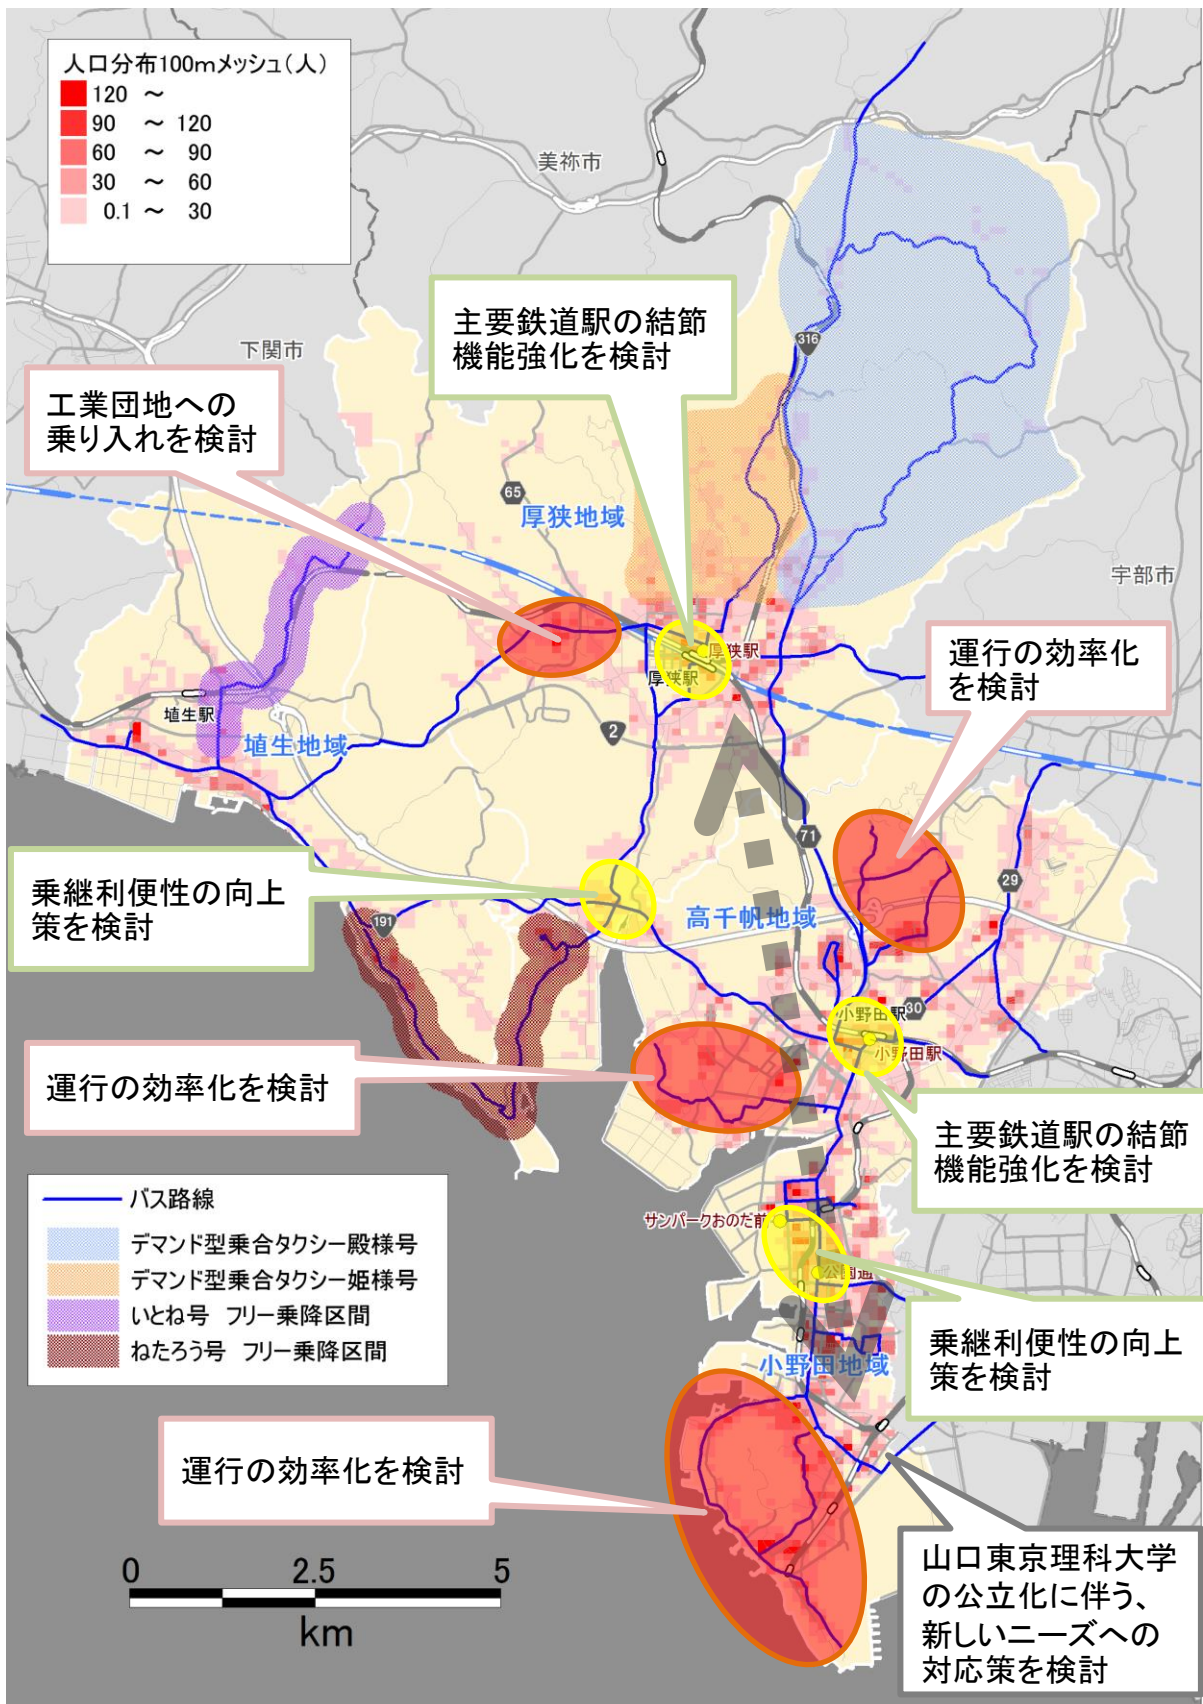 人口分布100mメッシュ(人)
120 ~
90 ~ 120
60 ~ 90
30 ~ 60
0.1 ~ 30
美祢市
主要鉄道駅の結節
機能強化を検討
316
下関市
工業団地への
乗り入れを検討
65
厚狭地域
宇部市
運行の効率化
を検討
厚狭駅
厚狭駅
埴生駅
埴生地域
2
71
29
乗継利便性の向上
策を検討
191
高千帆地域
30
小野田駅
小野田駅
運行の効率化を検討
主要鉄道駅の結節
機能強化を検討
バス路線
デマンド型乗合タクシー殿様号
デマンド型乗合タクシー姫様号
いとね号 フリー乗降区間
ねたろう号 フリー乗降区間
サンパークおのだ前
公園通
乗継利便性の向上
策を検討
小野田地域
運行の効率化を検討
山口東京理科大学
の公立化に伴う、
新しいニーズへの
対応策を検討
0 2.5 5
km